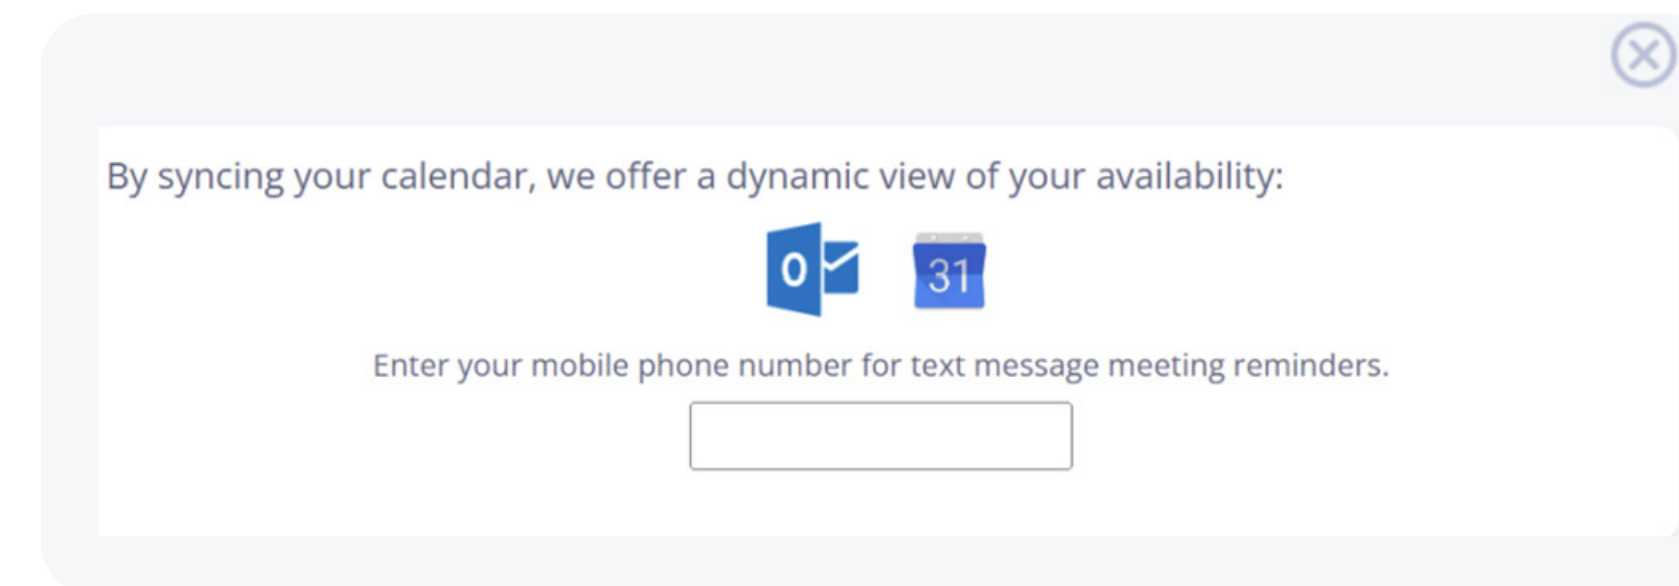 By syncing your calendar, we offer a dynamic view of your availability:
0 31
Enter your mobile phone number for text message meeting reminders.